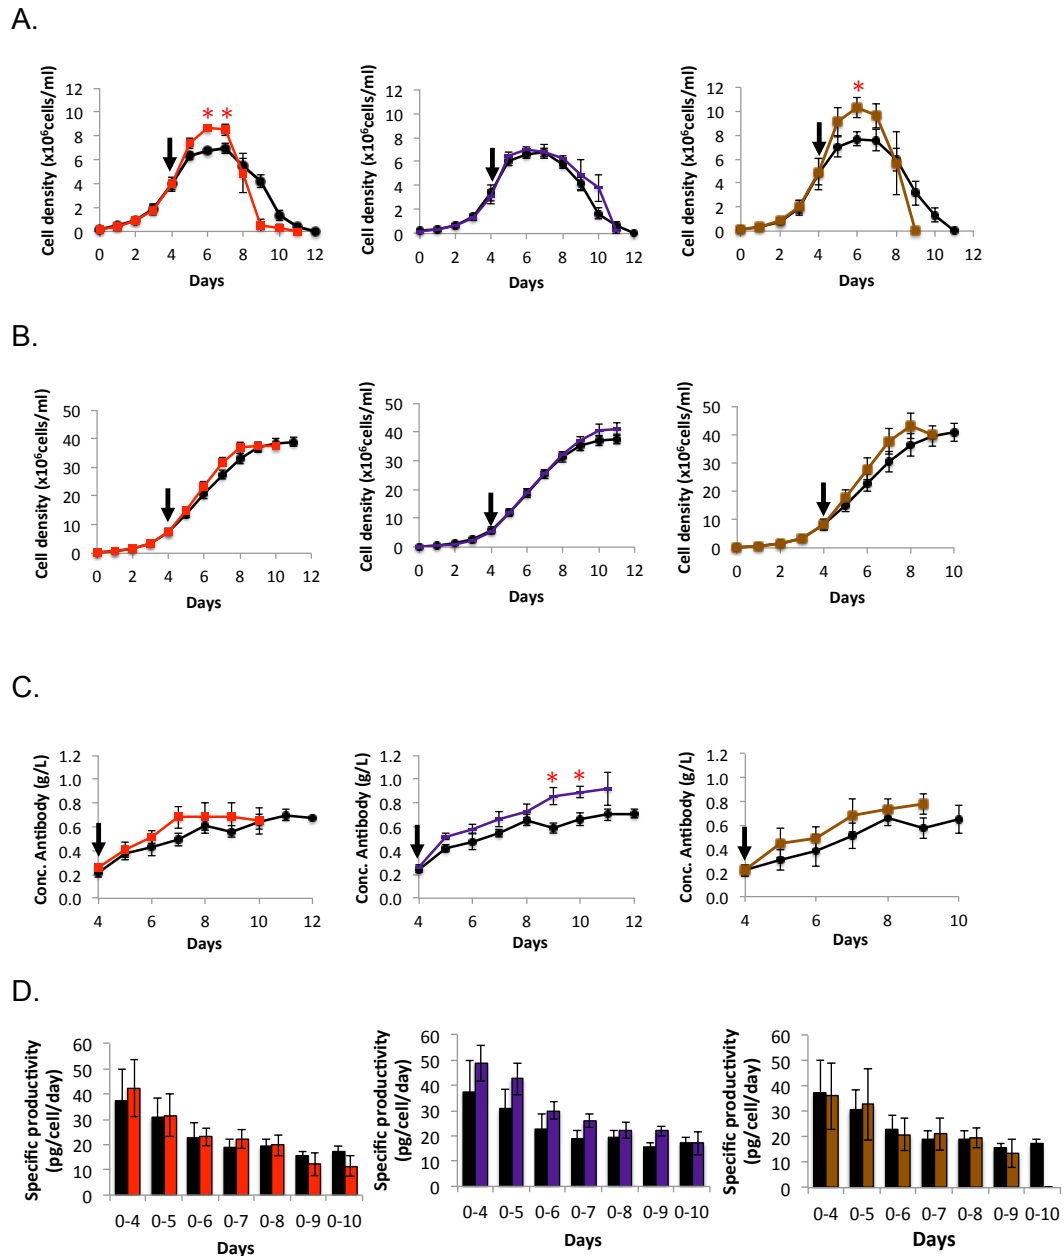 A.
Cell density (x10⁶cells/ml)
12
10
8
6
4
2
0
* *
0 2 4 6 8 10 12
Days
Cell density (x10⁶cells/ml)
12
10
8
6
4
2
0
0 2 4 6 8 10 12
Days
Cell density (x10⁶cells/ml)
12
10
8
6
4
2
0
*
0 2 4 6 8 10 12
Days
B.
Cell density (x10⁶cells/ml)
50
40
30
20
10
0
0 2 4 6 8 10 12
Days
Cell density (x10⁶cells/ml)
50
40
30
20
10
0
0 2 4 6 8 10 12
Days
Cell density (x10⁶cells/ml)
50
40
30
20
10
0
0 2 4 6 8 10
Days
C.
Conc. Antibody (g/L)
1.2
1.0
0.8
0.6
0.4
0.2
0.0
4 6 8 10 12
Days
Conc. Antibody (g/L)
1.2
1.0
0.8
0.6
0.4
0.2
0.0
* *
4 6 8 10 12
Days
Conc. Antibody (g/L)
1.2
1.0
0.8
0.6
0.4
0.2
0.0
4 6 8 10
Days
D.
Specific productivity
(pg/cell/day)
60
50
40
30
20
10
0
0-4 0-5 0-6 0-7 0-8 0-9 0-10
Days
Specific productivity
(pg/cell/day)
60
50
40
30
20
10
0
0-4 0-5 0-6 0-7 0-8 0-9 0-10
Days
Specific productivity
(pg/cell/day)
60
50
40
30
20
10
0
0-4 0-5 0-6 0-7 0-8 0-9 0-10
Days